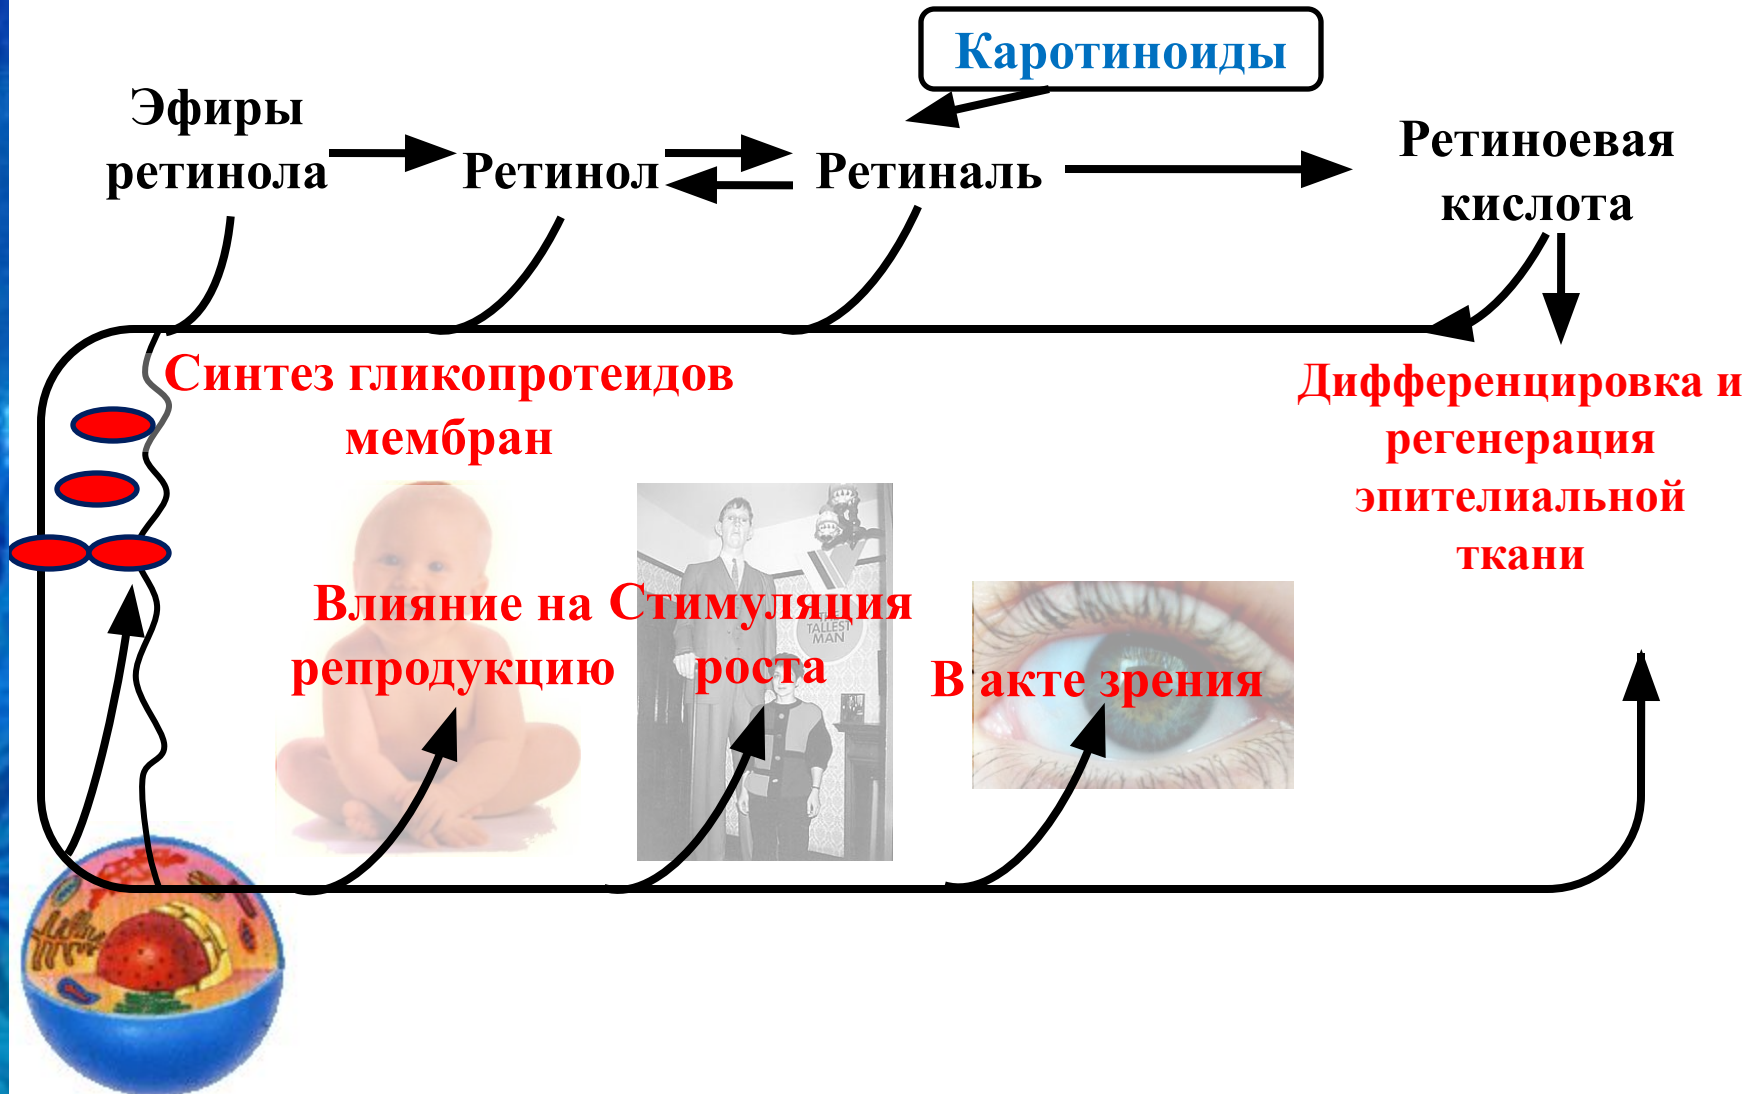 Каротиноиды
Эфиры
ретинола
Ретинол
Ретиналь
Ретиноевая
кислота
Синтез гликопротеидов
мембран
Дифференцировка и
регенерация
эпителиальной
ткани
Влияние на
репродукцию
Стимуляция
роста
В акте зрения
TALLEST
MAN